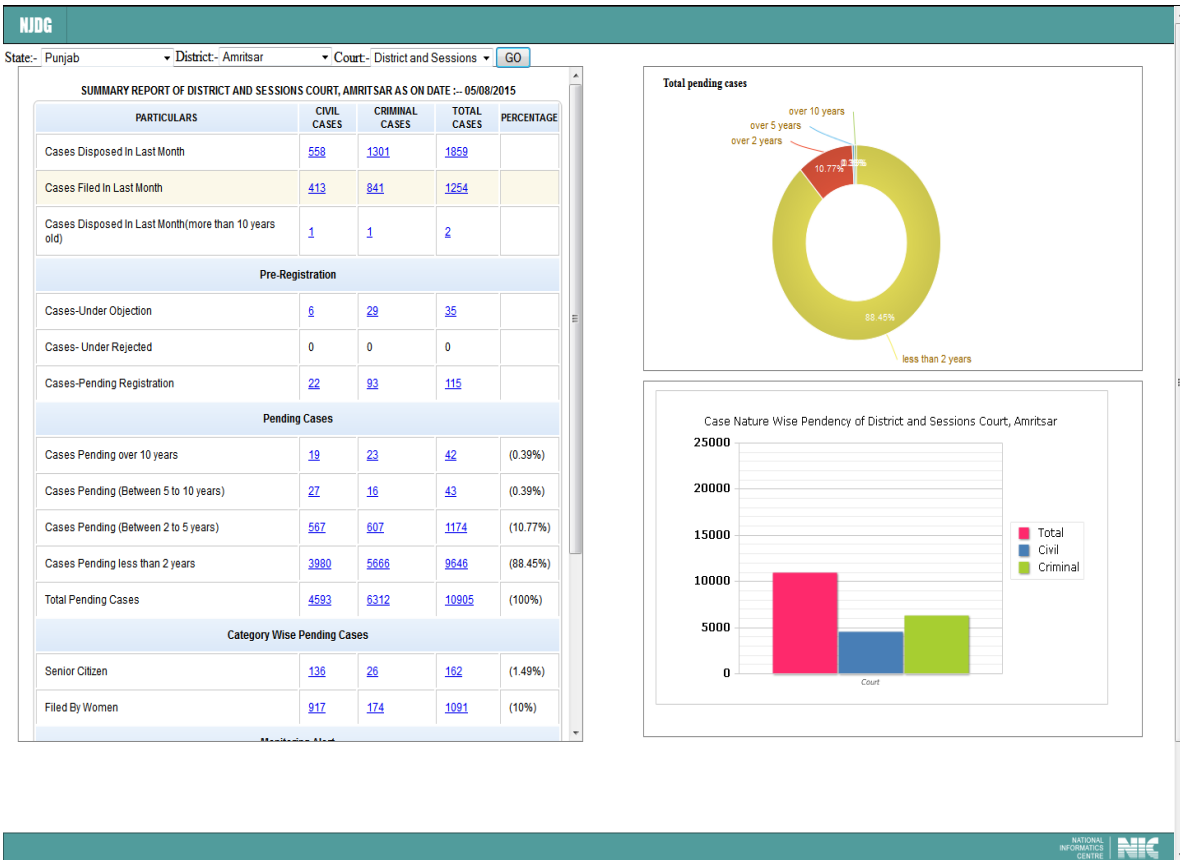 NJDG
State:- Punjab District:- Amritsar Court:- District and Sessions GO
SUMMARY REPORT OF DISTRICT AND SESSIONS COURT, AMRITSAR AS ON DATE :-- 05/08/2015
PARTICULARS CIVIL CASES CRIMINAL CASES TOTAL CASES PERCENTAGE
Cases Disposed In Last Month 558 1301 1859
Cases Filed In Last Month 413 841 1254
Cases Disposed In Last Month(more than 10 years
old) 1 1 2
Pre-Registration
Cases-Under Objection 6 29 35
Cases- Under Rejected 0 0 0
Cases-Pending Registration 22 93 115
Pending Cases
Cases Pending over 10 years 19 23 42 (0.39%)
Cases Pending (Between 5 to 10 years) 27 16 43 (0.39%)
Cases Pending (Between 2 to 5 years) 567 607 1174 (10.77%)
Cases Pending less than 2 years 3980 5666 9646 (88.45%)
Total Pending Cases 4593 6312 10905 (100%)
Category Wise Pending Cases
Senior Citizen 136 26 162 (1.49%)
Filed By Women 917 174 1091 (10%)
Monitoring Alert
Total pending cases
over 10 years
over 5 years
over 2 years
10.77%
88.45%
less than 2 years
Case Nature Wise Pendency of District and Sessions Court, Amritsar
25000
20000
15000
10000
5000
0
Court
Total
Civil
Criminal
NATIONAL
INFORMATICS
CENTRE
NIC